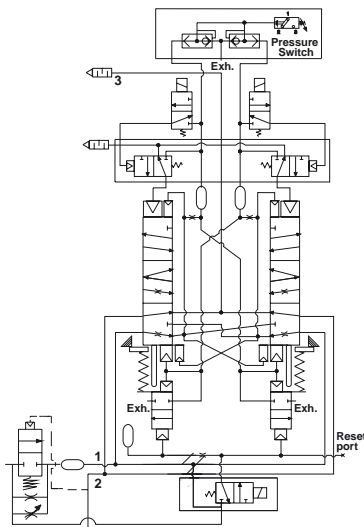 Pressure
Switch
Exh.
3
Exh.
Exh.
Reset
port
1
2